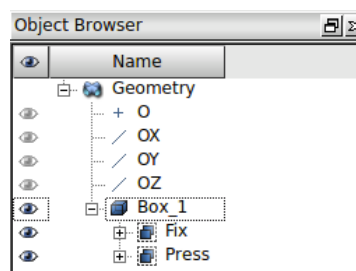 Object Browser
Name
Geometry
O
OX
OY
OZ
Box_1
Fix
Press